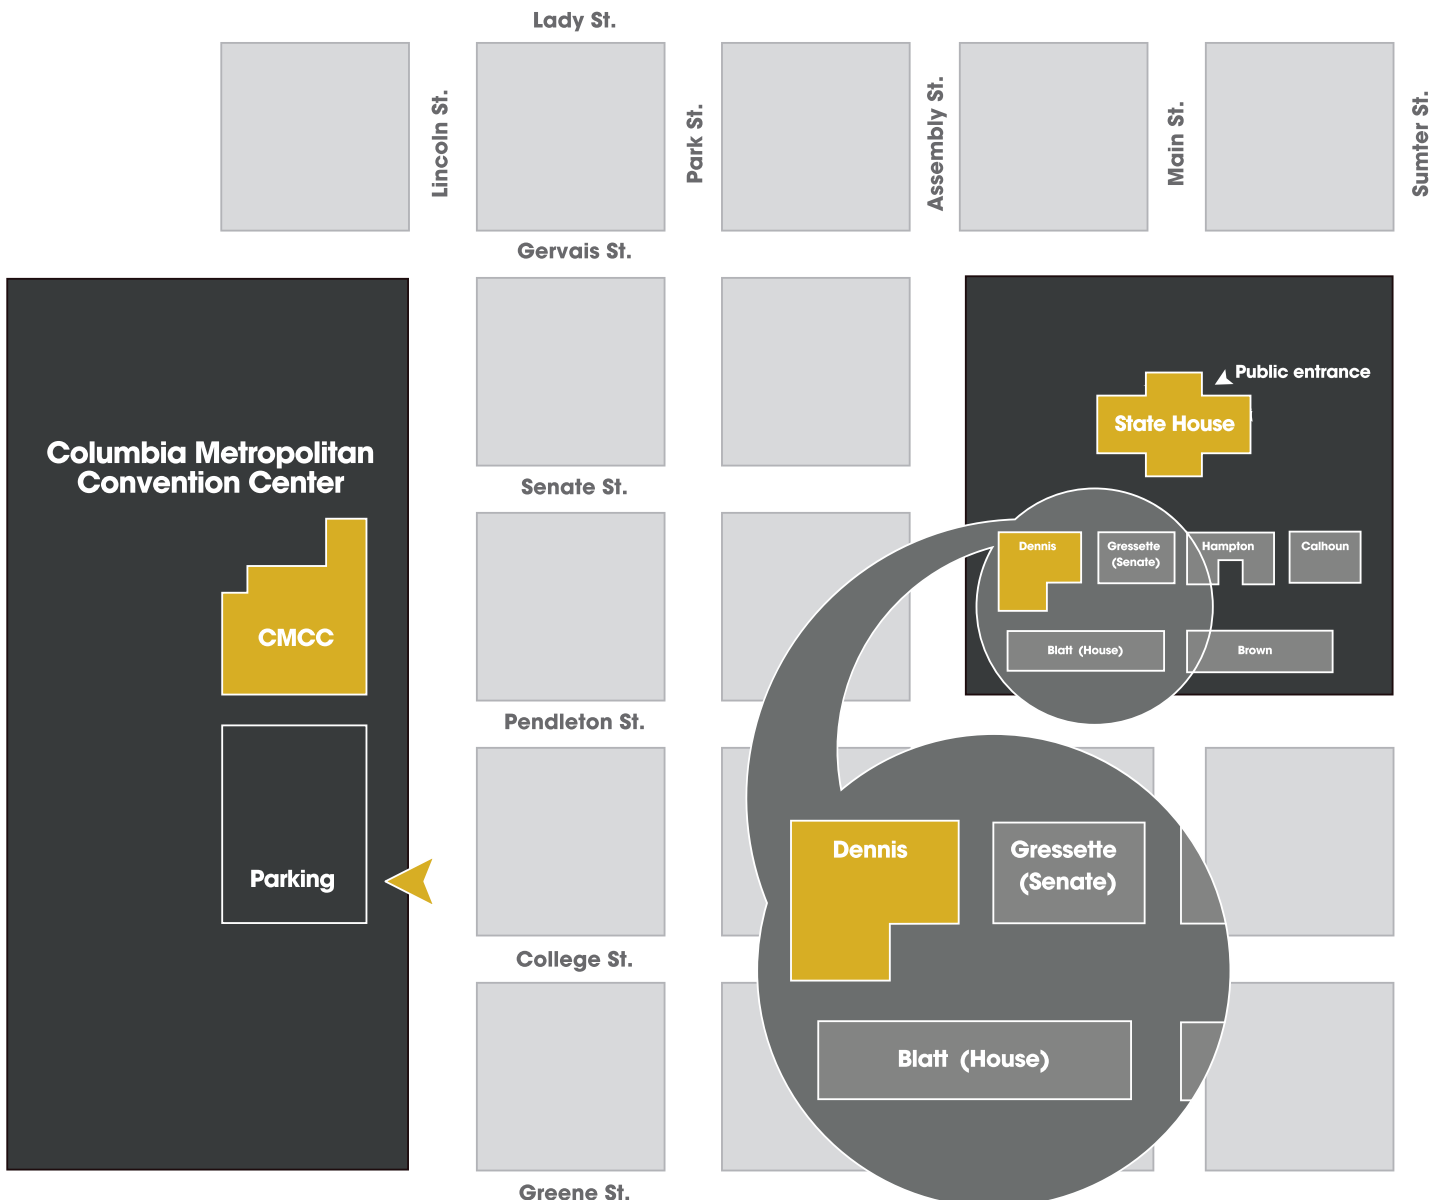 Lady St.
Lincoln St.
Park St.
Assembly St.
Main St.
Sumter St.
Gervais St.
Public entrance
State House
Columbia Metropolitan
Convention Center
Senate St.
Dennis
Gressette
(Senate)
Hampton
Calhoun
CMCC
Blatt (House)
Brown
Pendleton St.
Dennis
Gressette
(Senate)
Parking
College St.
Blatt (House)
Greene St.